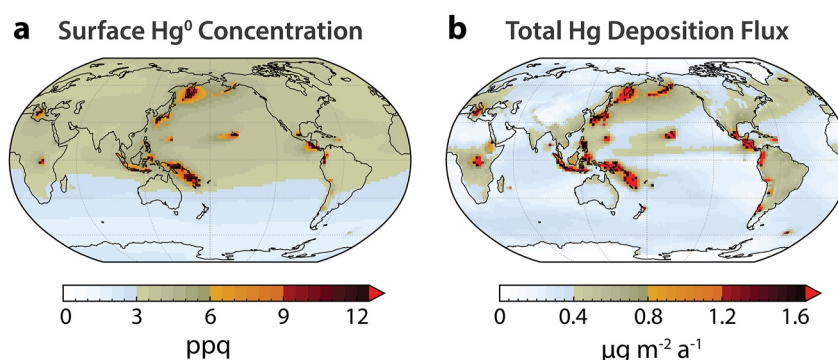 a Surface Hg⁰ Concentration
b Total Hg Deposition Flux
0 3 6 9 12
ppq
0 0.4 0.8 1.2 1.6
µg m⁻² a⁻¹